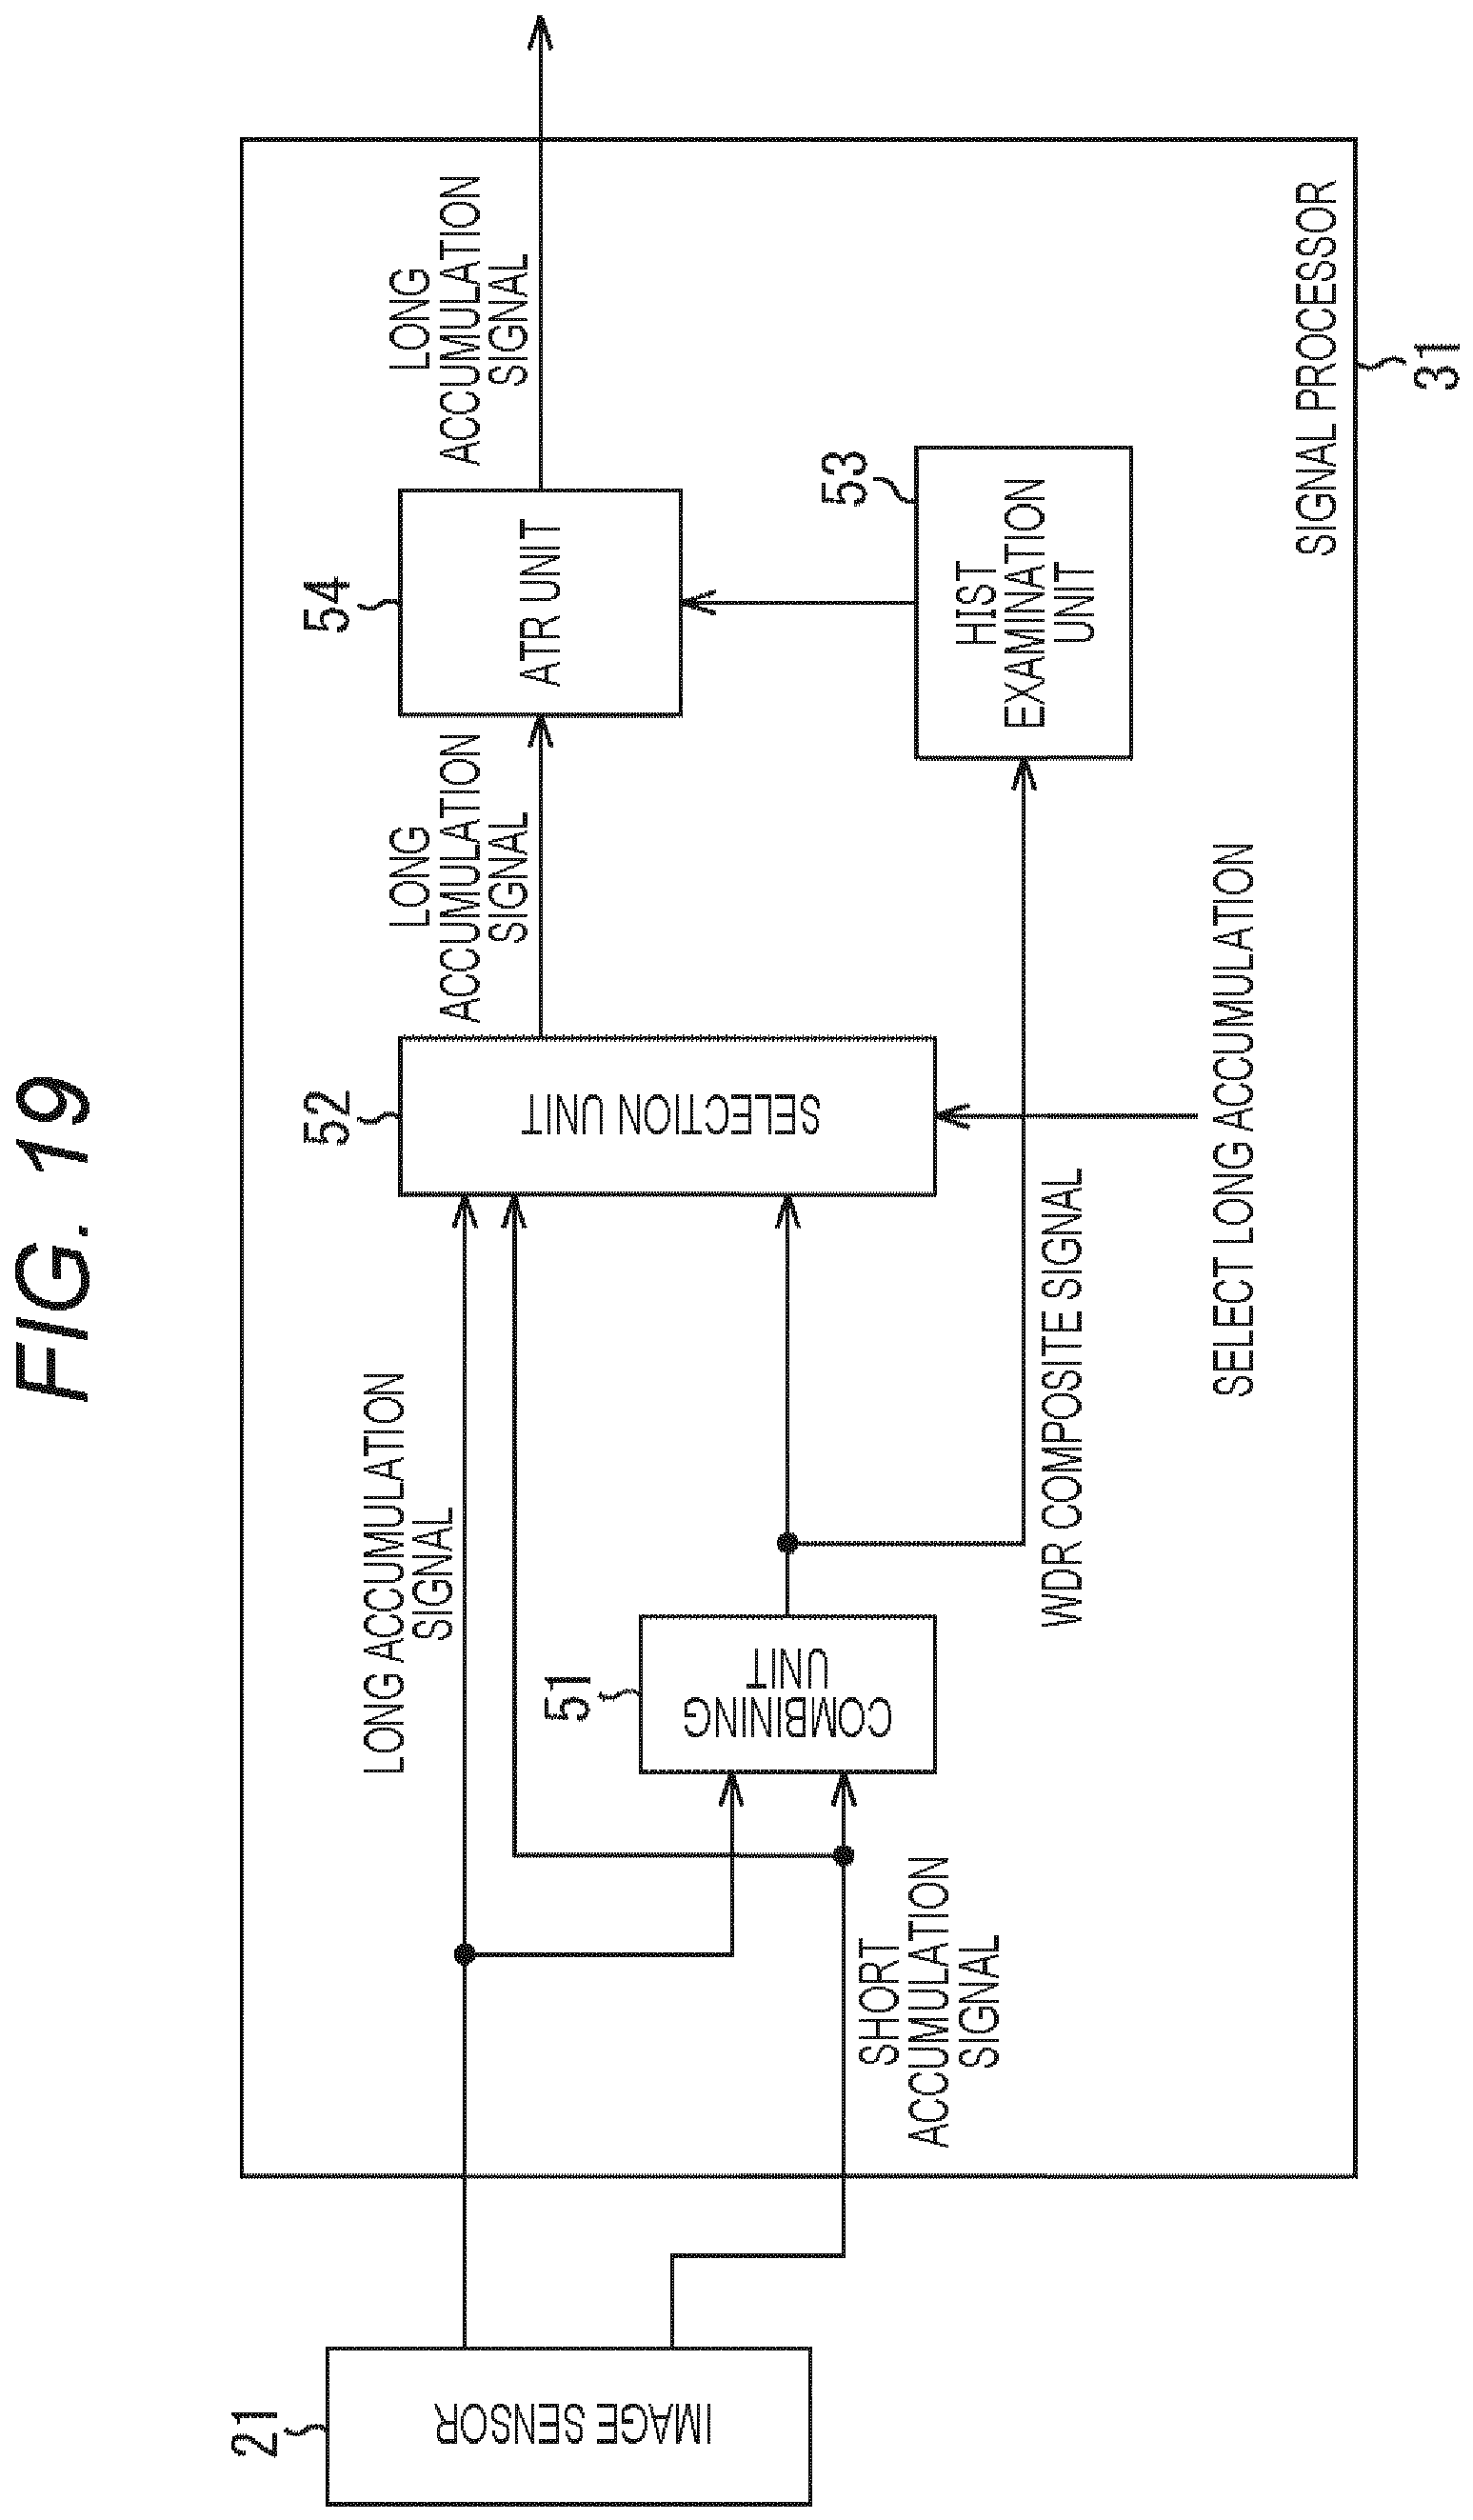 FIG. 19
21
IMAGE SENSOR
LONG ACCUMULATION
SIGNAL
SHORT
ACCUMULATION
SIGNAL
51
COMBINING
UNIT
WDR COMPOSITE SIGNAL
52
SELECTION UNIT
SELECT LONG ACCUMULATION
LONG
ACCUMULATION
SIGNAL
54
ATR UNIT
53
HIST
EXAMINATION
UNIT
LONG
ACCUMULATION
SIGNAL
SIGNAL PROCESSOR
31